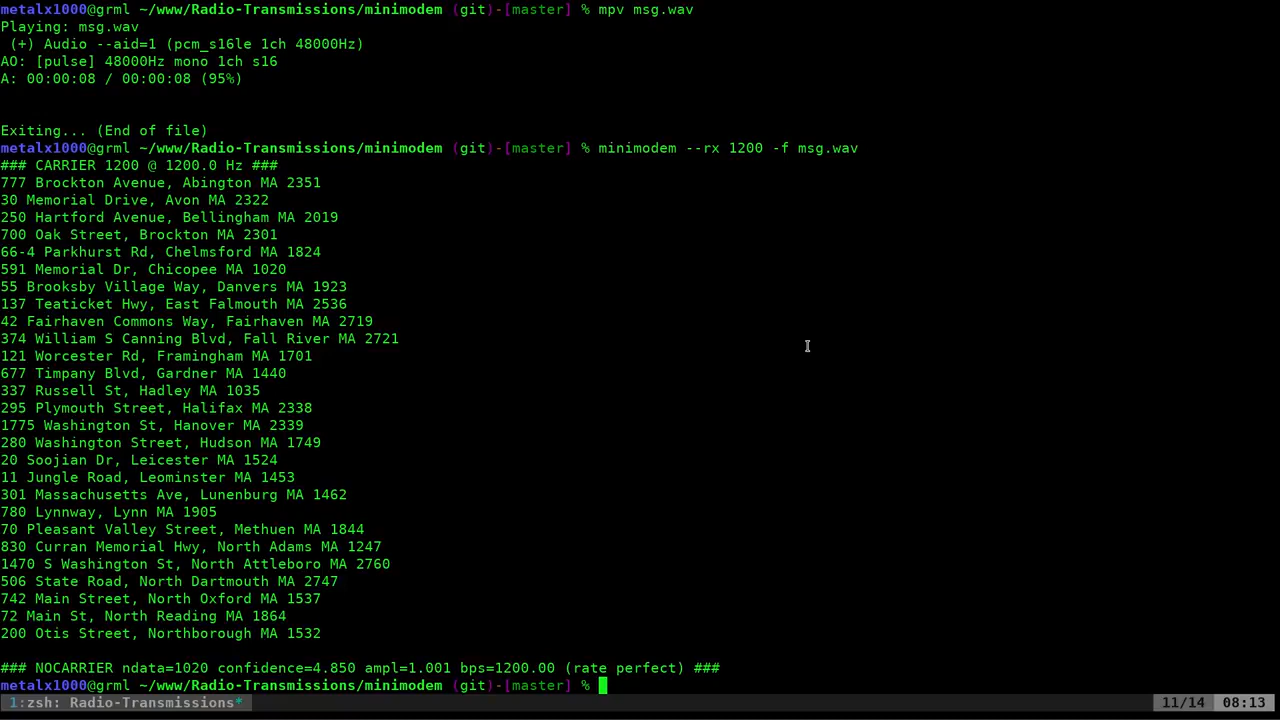 metalx1000@grml ~/www/Radio-Transmissions/minimodem (git)-[master] % mpv msg.wav
Playing: msg.wav
 (+) Audio --aid=1 (pcm_s16le 1ch 48000Hz)
AO: [pulse] 48000Hz mono 1ch s16
A: 00:00:08 / 00:00:08 (95%)
Exiting... (End of file)
metalx1000@grml ~/www/Radio-Transmissions/minimodem (git)-[master] % minimodem --rx 1200 -f msg.wav
### CARRIER 1200 @ 1200.0 Hz ###
777 Brockton Avenue, Abington MA 2351
30 Memorial Drive, Avon MA 2322
250 Hartford Avenue, Bellingham MA 2019
700 Oak Street, Brockton MA 2301
66-4 Parkhurst Rd, Chelmsford MA 1824
591 Memorial Dr, Chicopee MA 1020
55 Brooksby Village Way, Danvers MA 1923
137 Teaticket Hwy, East Falmouth MA 2536
42 Fairhaven Commons Way, Fairhaven MA 2719
374 William S Canning Blvd, Fall River MA 2721
121 Worcester Rd, Framingham MA 1701
677 Timpany Blvd, Gardner MA 1440
337 Russell St, Hadley MA 1035
295 Plymouth Street, Halifax MA 2338
1775 Washington St, Hanover MA 2339
280 Washington Street, Hudson MA 1749
20 Soojian Dr, Leicester MA 1524
11 Jungle Road, Leominster MA 1453
301 Massachusetts Ave, Lunenburg MA 1462
780 Lynnway, Lynn MA 1905
70 Pleasant Valley Street, Methuen MA 1844
830 Curran Memorial Hwy, North Adams MA 1247
1470 S Washington St, North Attleboro MA 2760
506 State Road, North Dartmouth MA 2747
742 Main Street, North Oxford MA 1537
72 Main St, North Reading MA 1864
200 Otis Street, Northborough MA 1532
### NOCARRIER ndata=1020 confidence=4.850 ampl=1.001 bps=1200.00 (rate perfect) ###
metalx1000@grml ~/www/Radio-Transmissions/minimodem (git)-[master] %
1:zsh: Radio-Transmissions* 11/14 08:13